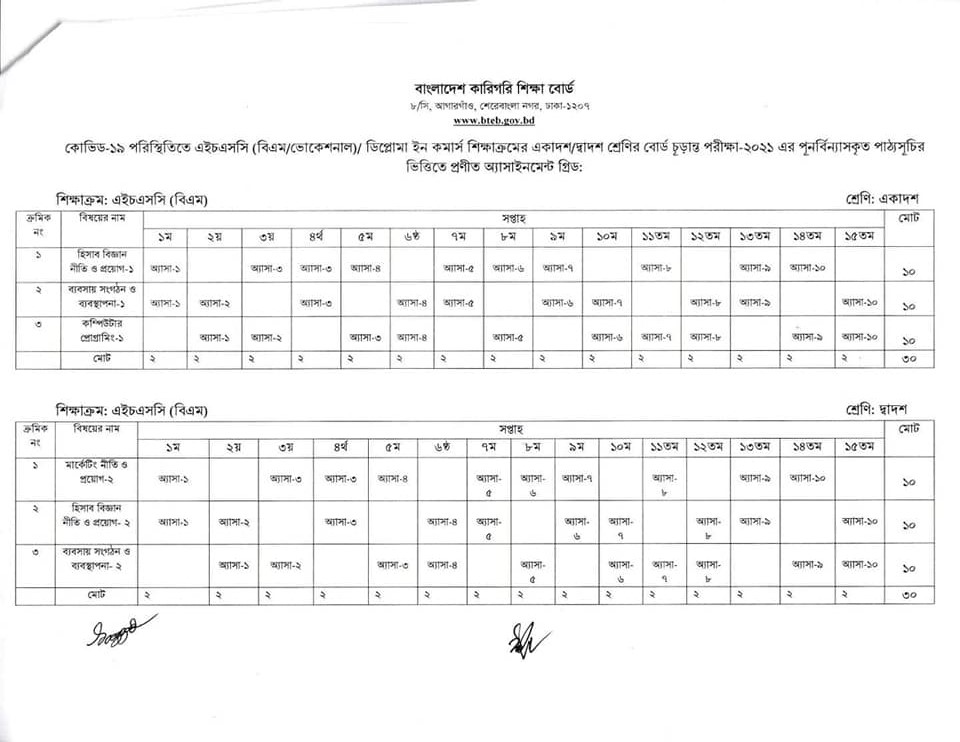 বাংলাদেশ কারিগরি শিক্ষা বোর্ড
৮/সি, আগারগাঁও, শেরেবাংলা নগর, ঢাকা-১২০৭
www.bteb.gov.bd
কোভিড-১৯ পরিস্থিতিতে এইচএসসি (বিএম/ভোকেশনাল)/ ডিপ্লোমা ইন কমার্স শিক্ষাক্রমের একাদশ/দ্বাদশ শ্রেণির বোর্ড চূড়ান্ত পরীক্ষা-২০২১ এর পুনর্বিন্যাসকৃত পাঠ্যসূচির
ভিত্তিতে প্রণীত অ্যাসাইনমেন্ট গ্রিড:
শিক্ষাক্রম: এইচএসসি (বিএম) শ্রেণি: একাদশ
ক্রমিক বিষয়ের নাম সপ্তাহ মোট
নং ১ম ২য় ৩য় ৪র্থ ৫ম ৬ষ্ঠ ৭ম ৮ম ৯ম ১০ম ১১তম ১২তম ১৩তম ১৪তম ১৫তম
১ হিসাব বিজ্ঞান
নীতি ও প্রয়োগ-১ অ্যাসা-১ অ্যাসা-৩ অ্যাসা-৩ অ্যাসা-৪ অ্যাসা-৫ অ্যাসা-৬ অ্যাসা-৭ অ্যাসা-৮ অ্যাসা-৯ অ্যাসা-১০ ১০
২ ব্যবসায় সংগঠন ও
ব্যবস্থাপনা-১ অ্যাসা-১ অ্যাসা-২ অ্যাসা-৩ অ্যাসা-৪ অ্যাসা-৫ অ্যাসা-৬ অ্যাসা-৭ অ্যাসা-৮ অ্যাসা-৯ অ্যাসা-১০ ১০
৩ কম্পিউটার
প্রোগ্রামিং-১ অ্যাসা-১ অ্যাসা-২ অ্যাসা-৩ অ্যাসা-৪ অ্যাসা-৫ অ্যাসা-৬ অ্যাসা-৭ অ্যাসা-৮ অ্যাসা-৯ অ্যাসা-১০ ১০
মোট ২ ২ ২ ২ ২ ২ ২ ২ ২ ২ ২ ২ ২ ২ ২ ৩০
শিক্ষাক্রম: এইচএসসি (বিএম) শ্রেণি: দ্বাদশ
ক্রমিক বিষয়ের নাম সপ্তাহ মোট
নং ১ম ২য় ৩য় ৪র্থ ৫ম ৬ষ্ঠ ৭ম ৮ম ৯ম ১০ম ১১তম ১২তম ১৩তম ১৪তম ১৫তম
১ মার্কেটিং নীতি ও
প্রয়োগ-২ অ্যাসা-১ অ্যাসা-৩ অ্যাসা-৩ অ্যাসা-৪ অ্যাসা- অ্যাসা- অ্যাসা-৭ অ্যাসা- অ্যাসা-৯ অ্যাসা-১০ ১০
৫ ৬ ৮
২ হিসাব বিজ্ঞান
নীতি ও প্রয়োগ- ২ অ্যাসা-১ অ্যাসা-২ অ্যাসা-৩ অ্যাসা-৪ অ্যাসা- অ্যাসা- অ্যাসা- অ্যাসা- অ্যাসা-৯ অ্যাসা-১০ ১০
৫ ৬ ৭ ৮
৩ ব্যবসায় সংগঠন ও
ব্যবস্থাপনা- ২ অ্যাসা-১ অ্যাসা-২ অ্যাসা-৩ অ্যাসা-৪ অ্যাসা- অ্যাসা- অ্যাসা- অ্যাসা- অ্যাসা-৯ অ্যাসা-১০ ১০
৫ ৬ ৭ ৮
মোট ২ ২ ২ ২ ২ ২ ২ ২ ২ ২ ২ ২ ২ ২ ২ ৩০